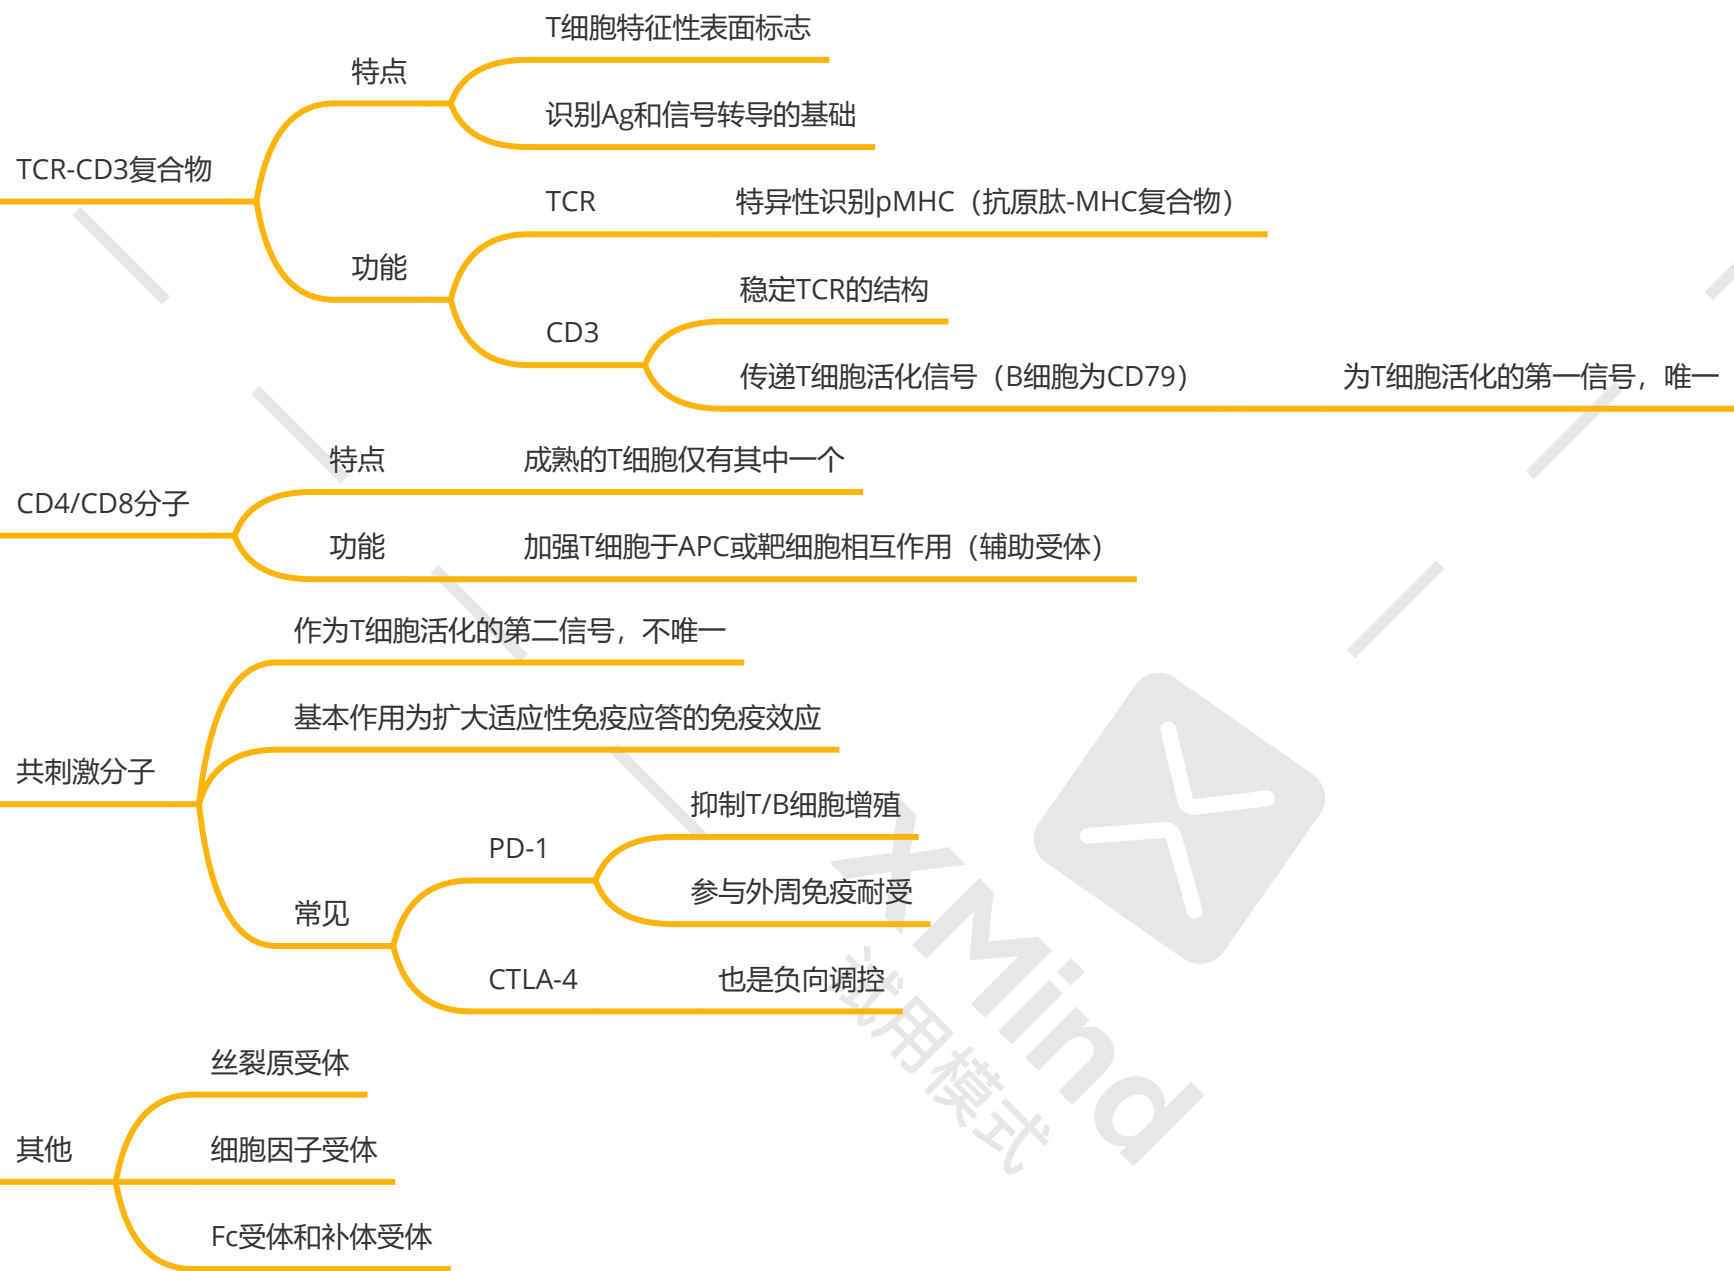 TCR-CD3复合物
特点
T细胞特征性表面标志
识别Ag和信号转导的基础
功能
TCR
特异性识别pMHC（抗原肽-MHC复合物）
CD3
稳定TCR的结构
传递T细胞活化信号（B细胞为CD79）
为T细胞活化的第一信号，唯一
CD4/CD8分子
特点
成熟的T细胞仅有其中一个
功能
加强T细胞于APC或靶细胞相互作用（辅助受体）
共刺激分子
作为T细胞活化的第二信号，不唯一
基本作用为扩大适应性免疫应答的免疫效应
常见
PD-1
抑制T/B细胞增殖
参与外周免疫耐受
CTLA-4
也是负向调控
其他
丝裂原受体
细胞因子受体
Fc受体和补体受体
XMind
试用模式